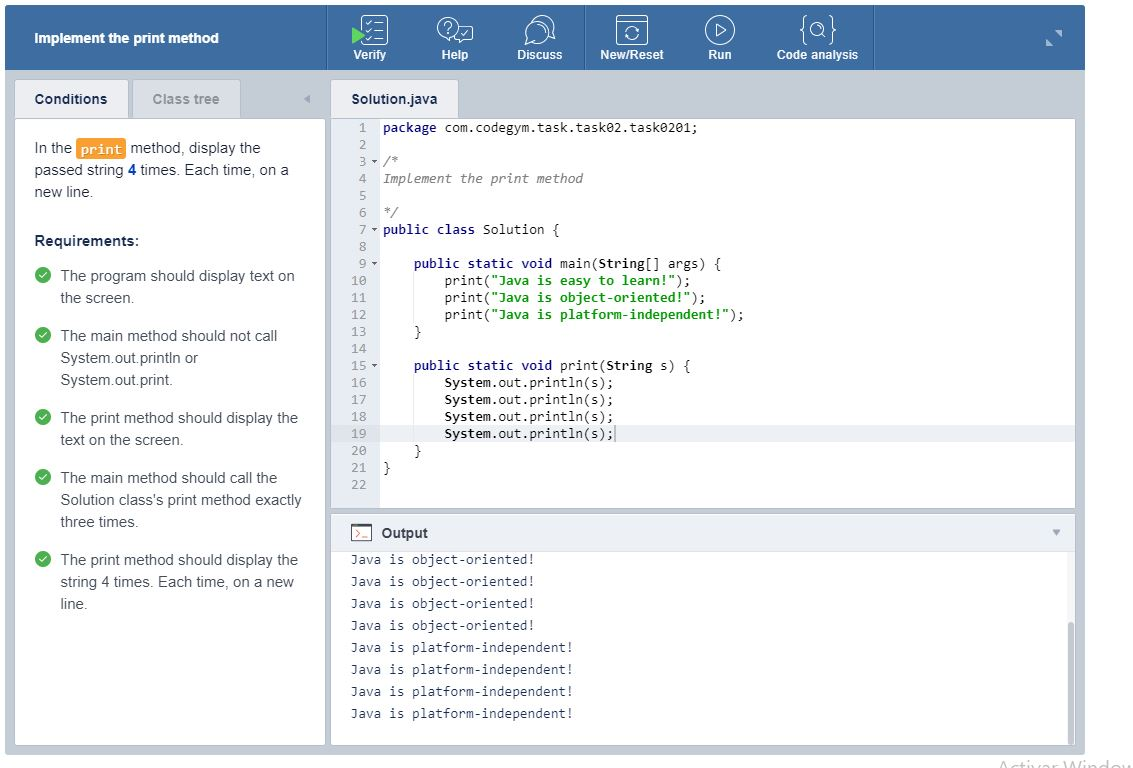 Implement the print method
Verify
Help
Discuss
New/Reset
Run
Code analysis
Conditions
Class tree
In the print method, display the
passed string 4 times. Each time, on a
new line.
Requirements:
The program should display text on
the screen.
The main method should not call
System.out.println or
System.out.print.
The print method should display the
text on the screen.
The main method should call the
Solution class's print method exactly
three times.
The print method should display the
string 4 times. Each time, on a new
line.
Solution.java
1 package com.codegym.task.task02.task0201;
2
3 /*
4 Implement the print method
5
6 */
7 public class Solution {
8
9 public static void main(String[] args) {
10 print("Java is easy to learn!");
11 print("Java is object-oriented!");
12 print("Java is platform-independent!");
13 }
14
15 public static void print(String s) {
16 System.out.println(s);
17 System.out.println(s);
18 System.out.println(s);
19 System.out.println(s);
20 }
21 }
22
Output
Java is object-oriented!
Java is object-oriented!
Java is object-oriented!
Java is object-oriented!
Java is platform-independent!
Java is platform-independent!
Java is platform-independent!
Java is platform-independent!
Activar Window